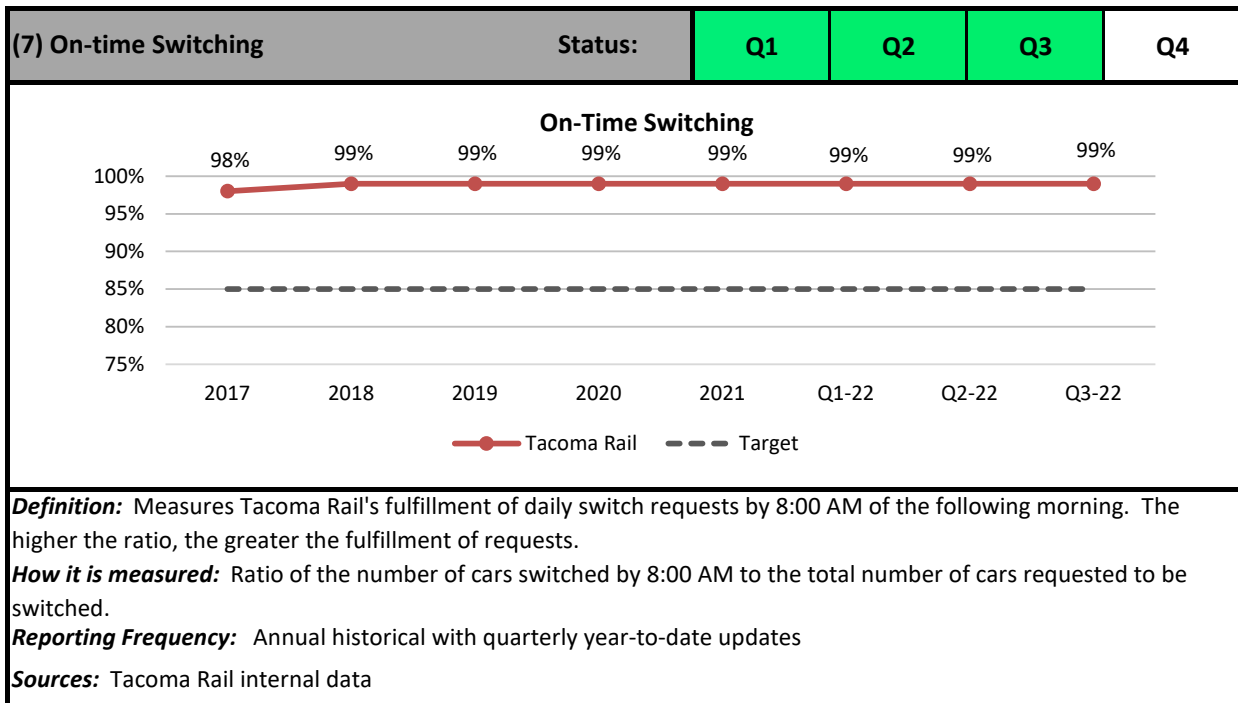 (7) On-time Switching Status: Q1 Q2 Q3 Q4
On-Time Switching
98% 99% 99% 99% 99% 99% 99% 99%
100%
95%
90%
85%
80%
75%
2017 2018 2019 2020 2021 Q1-22 Q2-22 Q3-22
Tacoma Rail Target
Definition: Measures Tacoma Rail's fulfillment of daily switch requests by 8:00 AM of the following morning. The
higher the ratio, the greater the fulfillment of requests.
How it is measured: Ratio of the number of cars switched by 8:00 AM to the total number of cars requested to be
switched.
Reporting Frequency: Annual historical with quarterly year-to-date updates
Sources: Tacoma Rail internal data